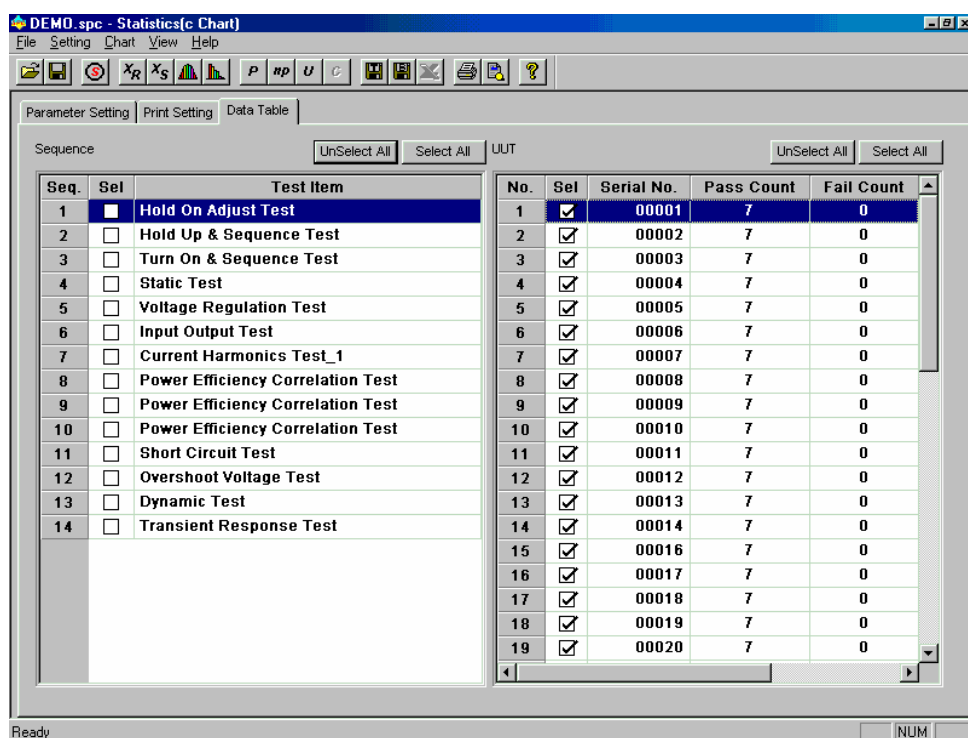 DEMO.spc - Statistics(c Chart)
File Setting Chart View Help
S XR XS P np U C
Parameter Setting Print Setting Data Table
Sequence UnSelect All Select All UUT UnSelect All Select All
Seq. Sel Test Item No. Sel Serial No. Pass Count Fail Count
1 Hold On Adjust Test 1 00001 7 0
2 Hold Up & Sequence Test 2 00002 7 0
3 Turn On & Sequence Test 3 00003 7 0
4 Static Test 4 00004 7 0
5 Voltage Regulation Test 5 00005 7 0
6 Input Output Test 6 00006 7 0
7 Current Harmonics Test_1 7 00007 7 0
8 Power Efficiency Correlation Test 8 00008 7 0
9 Power Efficiency Correlation Test 9 00009 7 0
10 Power Efficiency Correlation Test 10 00010 7 0
11 Short Circuit Test 11 00011 7 0
12 Overshoot Voltage Test 12 00012 7 0
13 Dynamic Test 13 00013 7 0
14 Transient Response Test 14 00014 7 0
15 00016 7 0
16 00017 7 0
17 00018 7 0
18 00019 7 0
19 00020 7 0
Ready NUM